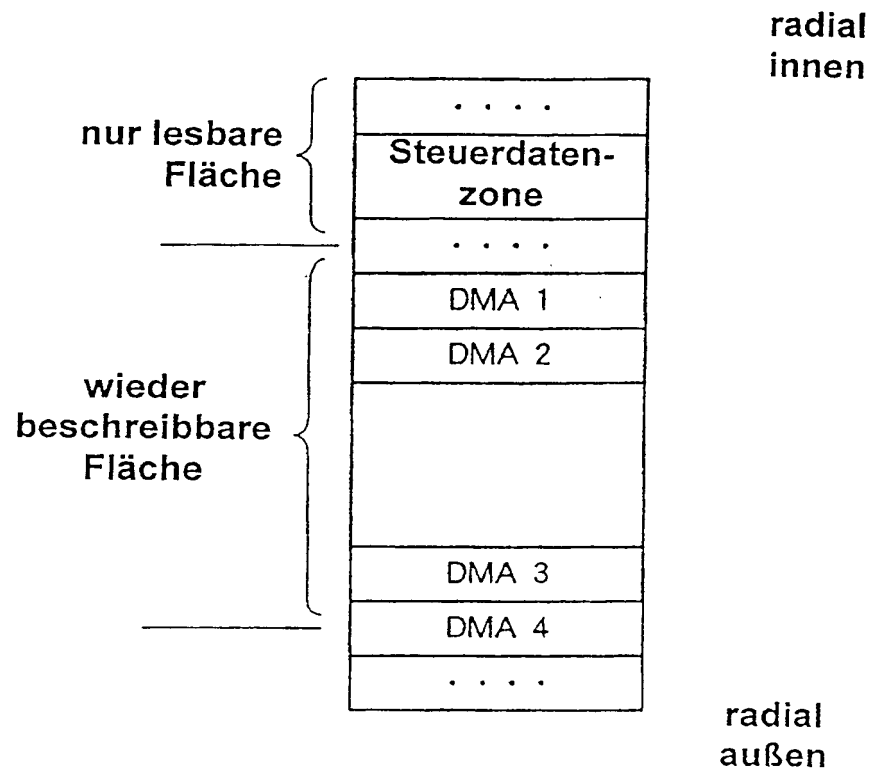 radial
innen
. . . .
nur lesbare
Fläche
Steuerdaten-
zone
. . . .
DMA 1
DMA 2
wieder
beschreibbare
Fläche
DMA 3
DMA 4
. . . .
radial
außen